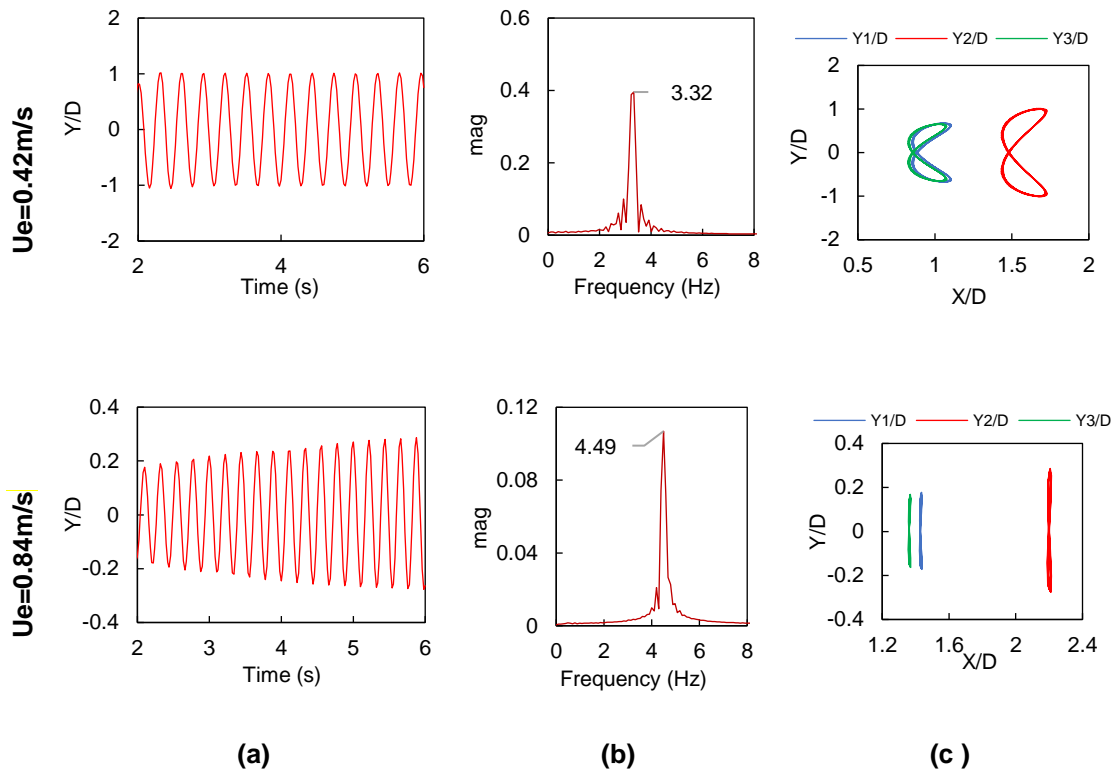 Ue=0.42m/s
Y/D
2
1
0
-1
-2
2
4
6
Time (s)
mag
0.6
0.4
0.2
0
3.32
0
2
4
6
8
Frequency (Hz)
Y1/D Y2/D Y3/D
Y/D
2
1
0
-1
-2
0.5
1
1.5
2
X/D
Ue=0.84m/s
Y/D
0.4
0.2
0
-0.2
-0.4
2
3
4
5
6
Time (s)
mag
0.12
0.08
0.04
0
4.49
0
2
4
6
8
Frequency (Hz)
Y1/D Y2/D Y3/D
Y/D
0.4
0.2
0
-0.2
-0.4
1.2
1.6
2
2.4
X/D
(a)
(b)
(c )